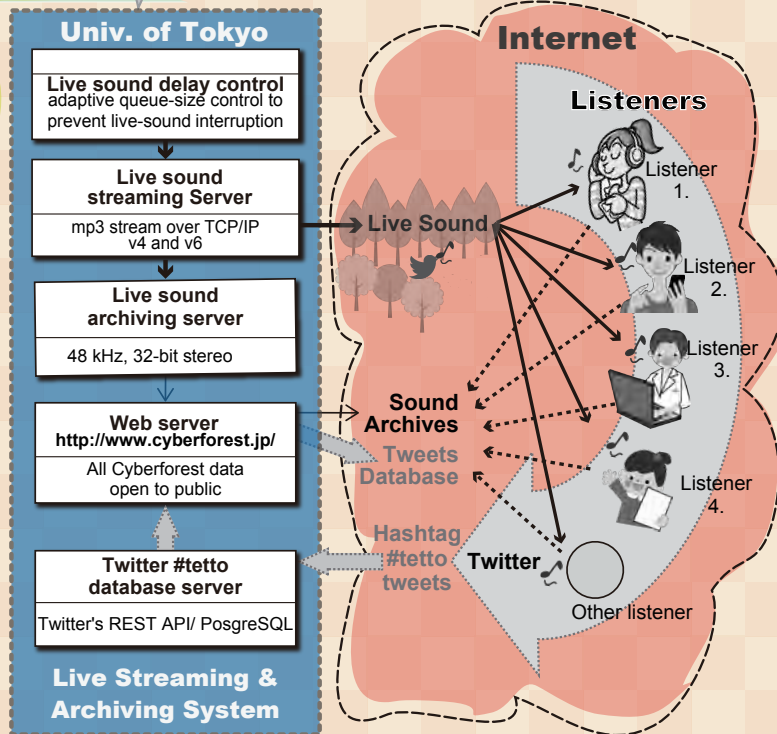 Univ. of Tokyo
Live sound delay control
adaptive queue-size control to
prevent live-sound interruption
Live sound
streaming Server
mp3 stream over TCP/IP
v4 and v6
Live sound
archiving server
48 kHz, 32-bit stereo
Web server
http://www.cyberforest.jp/
All Cyberforest data
open to public
Twitter #tetto
database server
Twitter's REST API/ PosgreSQL
Live Streaming &
Archiving System
Internet
Listeners
Listener
1.
Live Sound
Listener
2.
Listener
3.
Sound
Archives
Tweets
Database
Listener
4.
Hashtag
#tetto
tweets
Twitter
Other listener